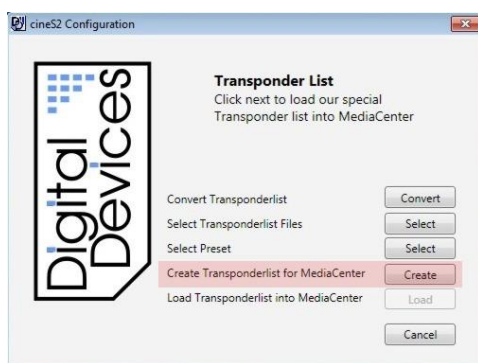 cineS2 Configuration
Digital
Devices
Transponder List
Click next to load our special
Transponder list into MediaCenter
Convert Transponderlist Convert
Select Transponderlist Files Select
Select Preset Select
Create Transponderlist for MediaCenter Create
Load Transponderlist into MediaCenter Load
Cancel